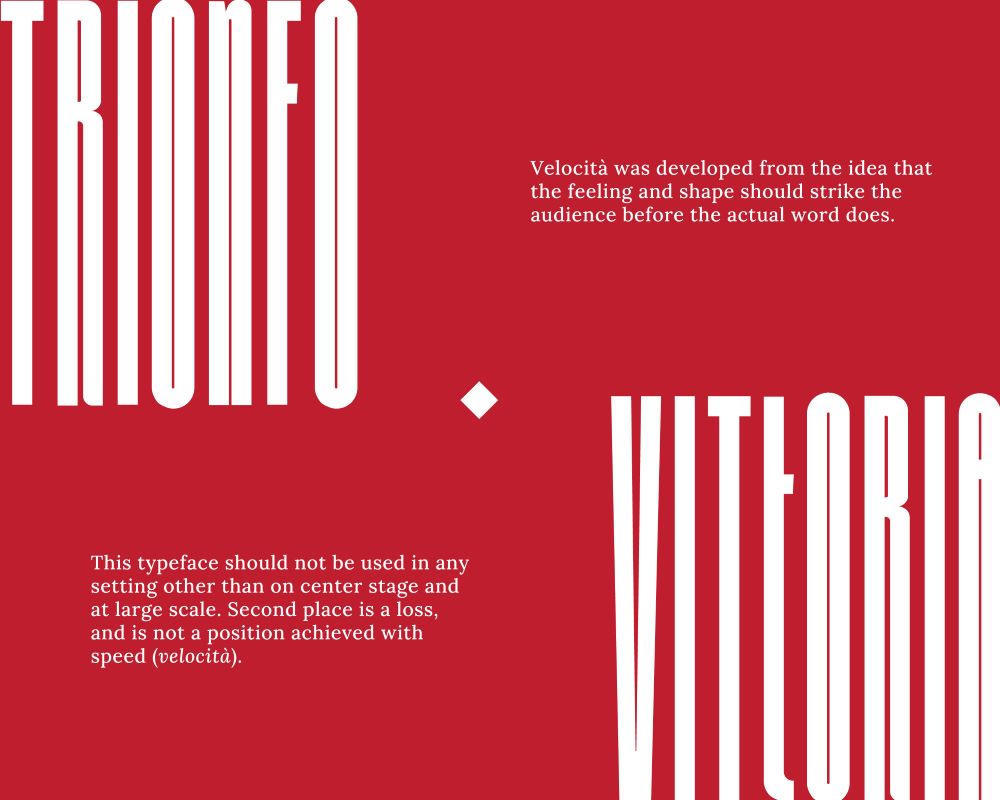 TRIONFO
Velocità was developed from the idea that
the feeling and shape should strike the
audience before the actual word does.
VITtORIA
This typeface should not be used in any
setting other than on center stage and
at large scale. Second place is a loss,
and is not a position achieved with
speed (velocità).